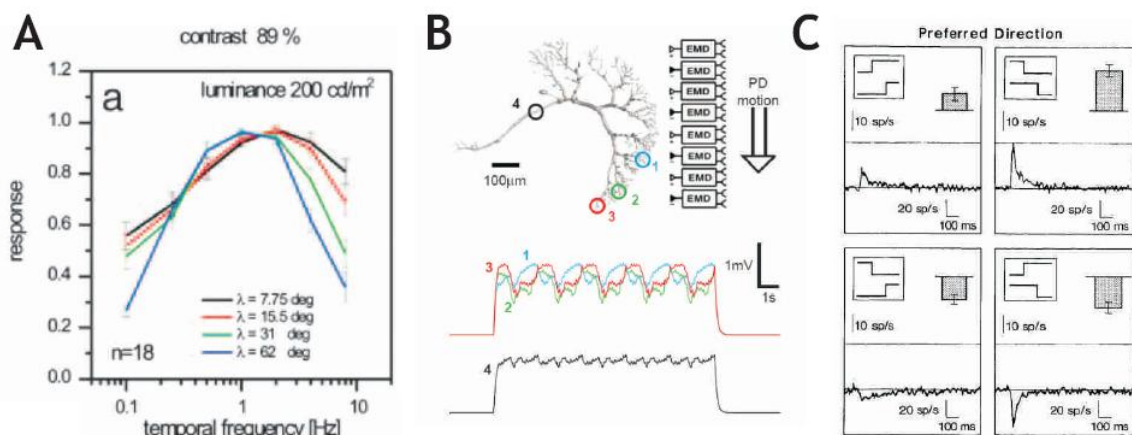 A
contrast 89 %
a
luminance 200 cd/m²
response
1.2
1.0
0.8
0.6
0.4
0.2
0.0
λ = 7.75 deg
λ = 15.5 deg
λ = 31 deg
λ = 62 deg
n=18
0.1 1 10
temporal frequency [Hz]
B
4
100µm
1
2
3
EMD
EMD
EMD
EMD
EMD
EMD
EMD
EMD
PD
motion
3 1
2
1mV
1s
4
C
Preferred Direction
10 sp/s
20 sp/s
100 ms
10 sp/s
20 sp/s
100 ms
10 sp/s
20 sp/s
100 ms
10 sp/s
20 sp/s
100 ms